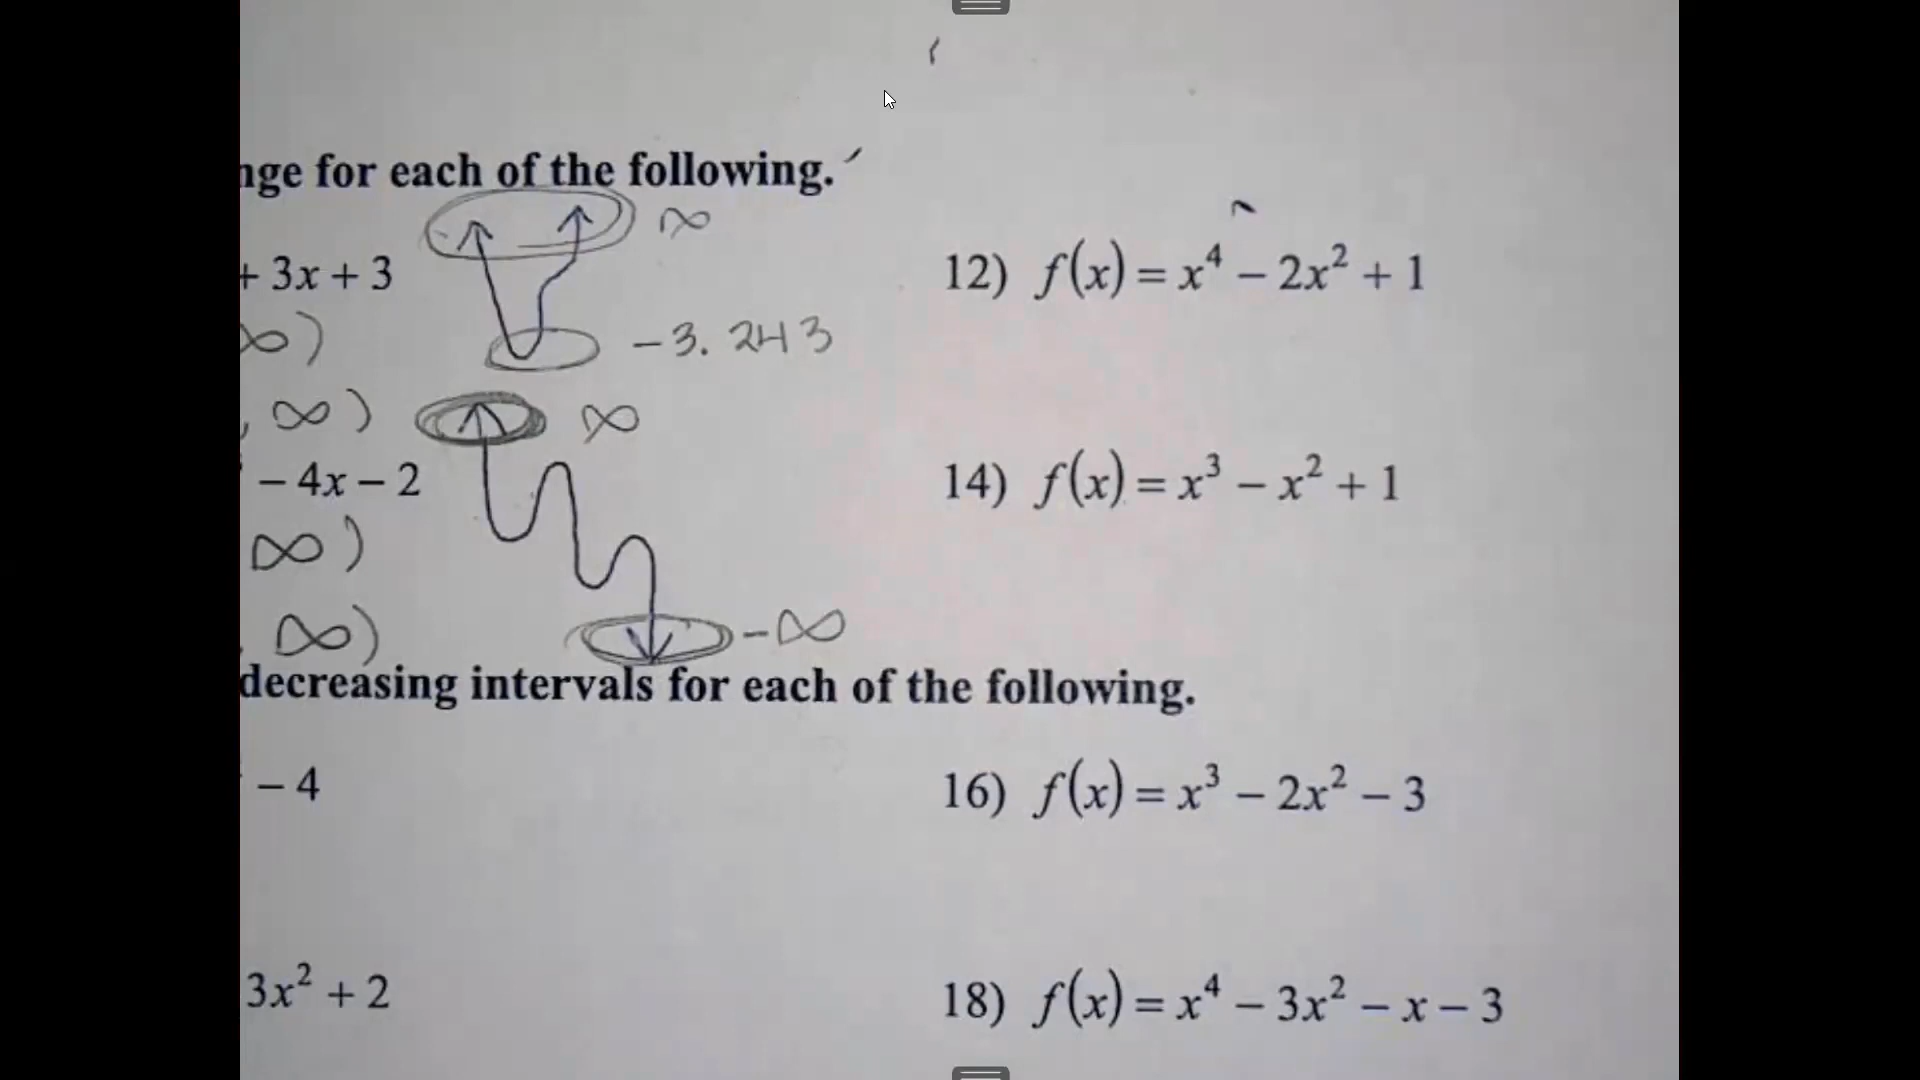 nge for each of the following.
∞
+ 3x + 3
12) f(x) = x⁴ − 2x² + 1
∞)
−3.243
, ∞)
∞
− 4x − 2
14) f(x) = x³ − x² + 1
∞)
∞)
−∞
decreasing intervals for each of the following.
− 4
16) f(x) = x³ − 2x² − 3
3x² + 2
18) f(x) = x⁴ − 3x² − x − 3